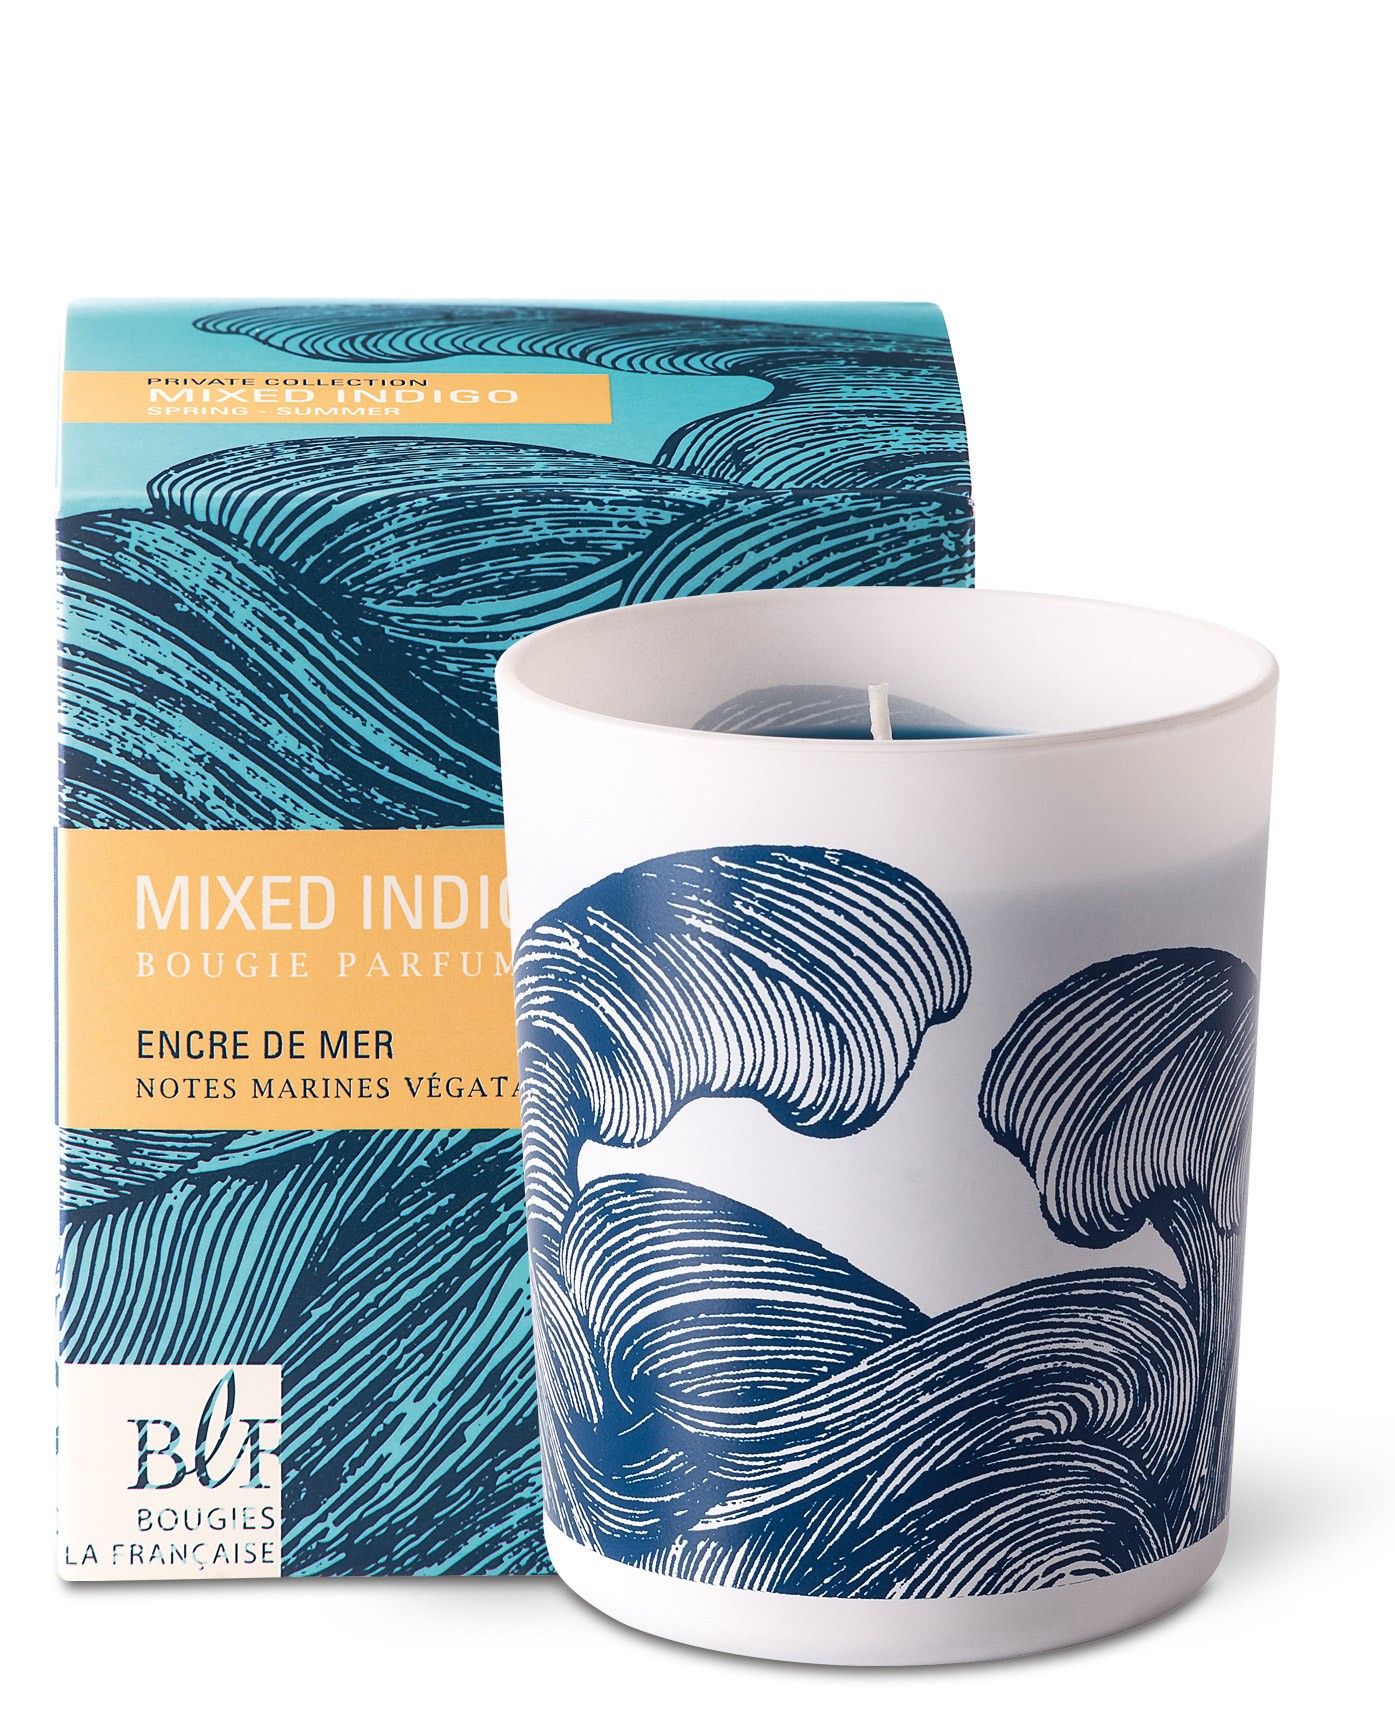 PRIVATE COLLECTION
MIXED INDIGO
SPRING - SUMMER
MIXED INDIG
BOUGIE PARFUM
ENCRE DE MER
NOTES MARINES VÉGATA
BLF
BOUGIES
LA FRANÇAISE